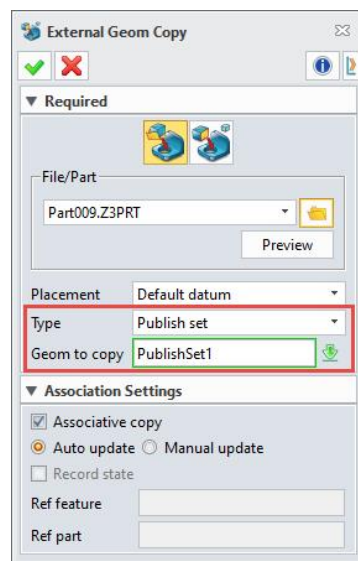 External Geom Copy
Required
File/Part
Part009.Z3PRT
Preview
Placement Default datum
Type Publish set
Geom to copy PublishSet1
Association Settings
Associative copy
Auto update Manual update
Record state
Ref feature
Ref part